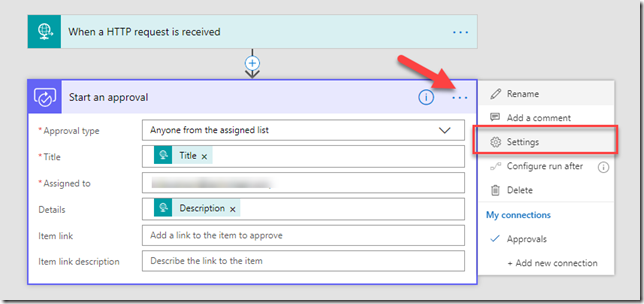 When a HTTP request is received
Start an approval
* Approval type
Anyone from the assigned list
* Title
Title ×
* Assigned to
Details
Description ×
Item link
Add a link to the item to approve
Item link description
Describe the link to the item
Rename
Add a comment
Settings
Configure run after
Delete
My connections
Approvals
+ Add new connection